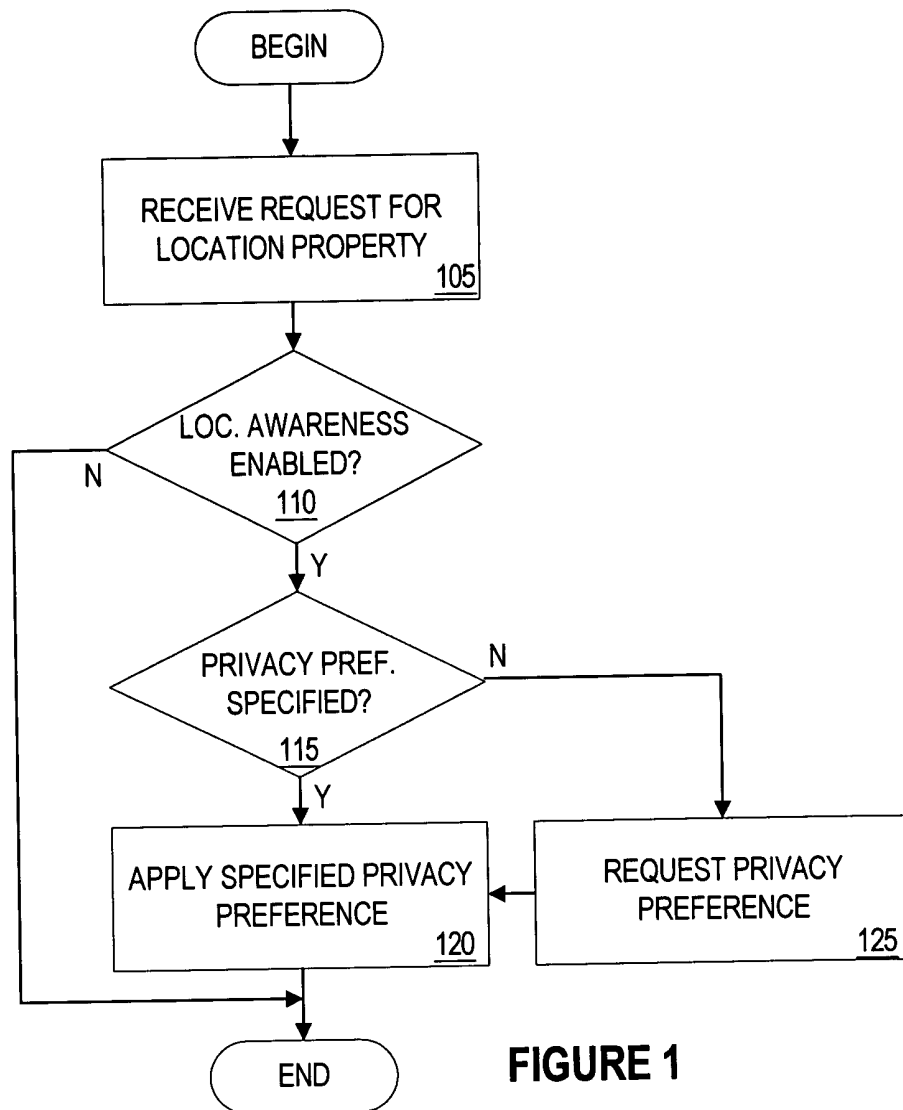 BEGIN
RECEIVE REQUEST FOR
LOCATION PROPERTY
105
LOC. AWARENESS
ENABLED?
110
N
Y
PRIVACY PREF.
SPECIFIED?
115
N
Y
APPLY SPECIFIED PRIVACY
PREFERENCE
120
REQUEST PRIVACY
PREFERENCE
125
END
FIGURE 1